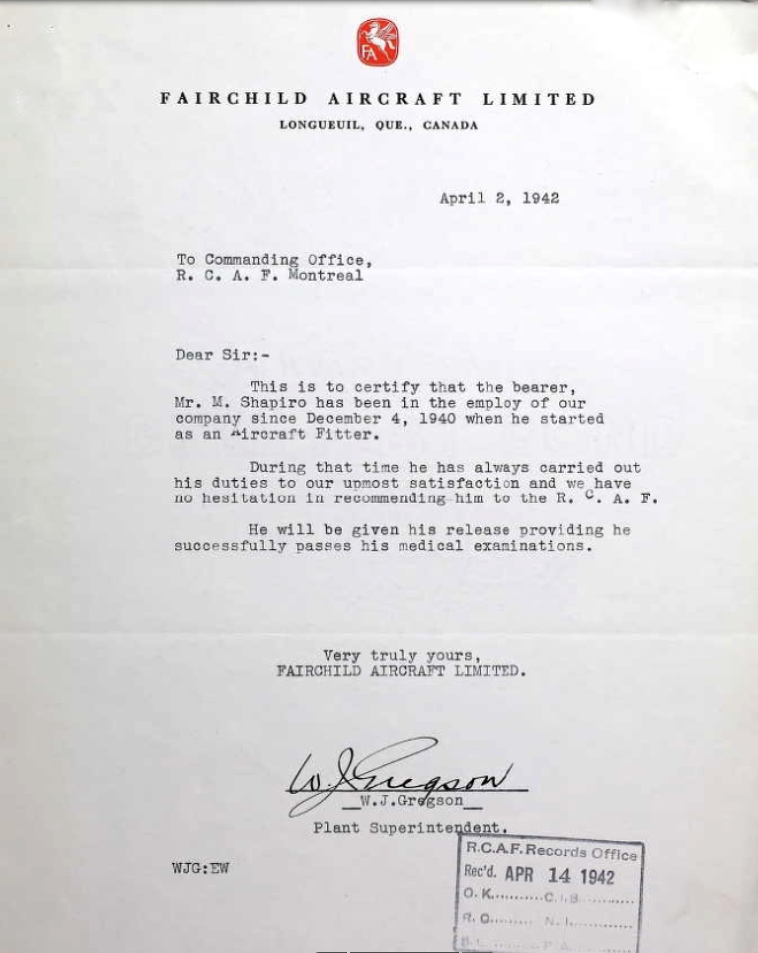 FA
FAIRCHILD AIRCRAFT LIMITED
LONGUEUIL, QUE., CANADA
April 2, 1942
To Commanding Office,
R. C. A. F. Montreal
Dear Sir:-
This is to certify that the bearer,
Mr. M. Shapiro has been in the employ of our
company since December 4, 1940 when he started
as an Aircraft Fitter.
During that time he has always carried out
his duties to our upmost satisfaction and we have
no hesitation in recommending him to the R. C. A. F.
He will be given his release providing he
successfully passes his medical examinations.
Very truly yours,
FAIRCHILD AIRCRAFT LIMITED.
W. J. Gregson
W.J.Gregson
Plant Superintendent.
WJG:EW
R.C.A.F. Records Office
Rec'd. APR 14 1942
O. K...........C.I.B...........
R. O......... N. I.............